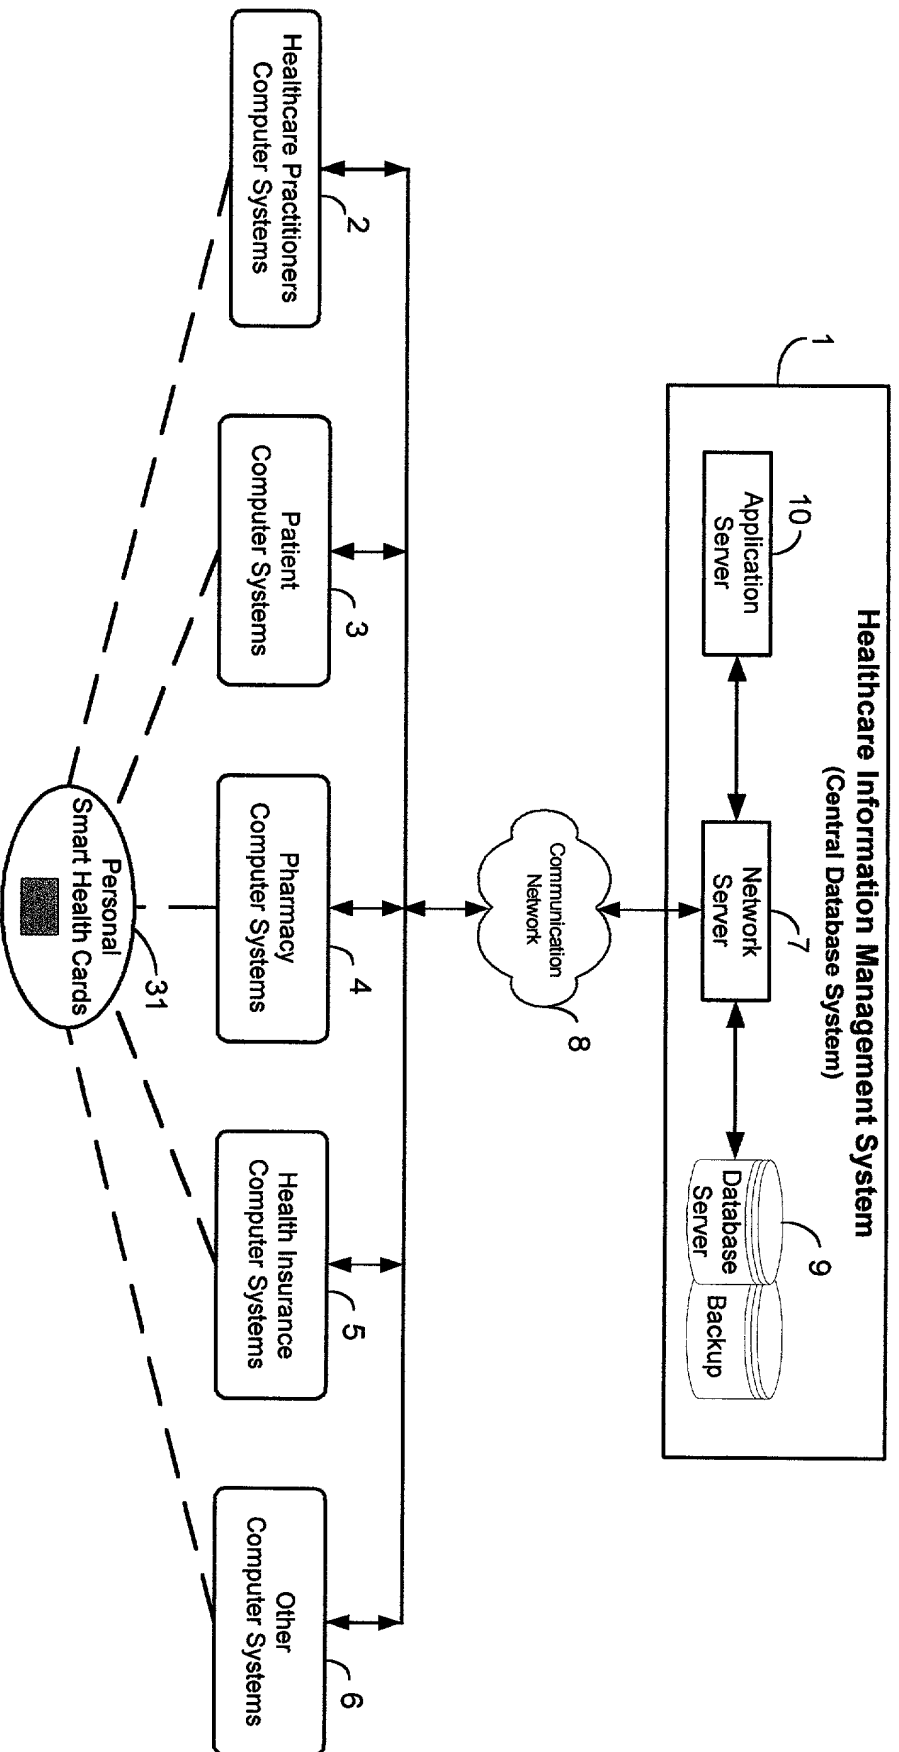 Healthcare Information Management System
(Central Database System)
1
10
Application
Server
7
Network
Server
9
Database
Server
Backup
8
Communication
Network
2
Healthcare Practitioners
Computer Systems
3
Patient
Computer Systems
4
Pharmacy
Computer Systems
5
Health Insurance
Computer Systems
6
Other
Computer Systems
31
Personal
Smart Health Cards